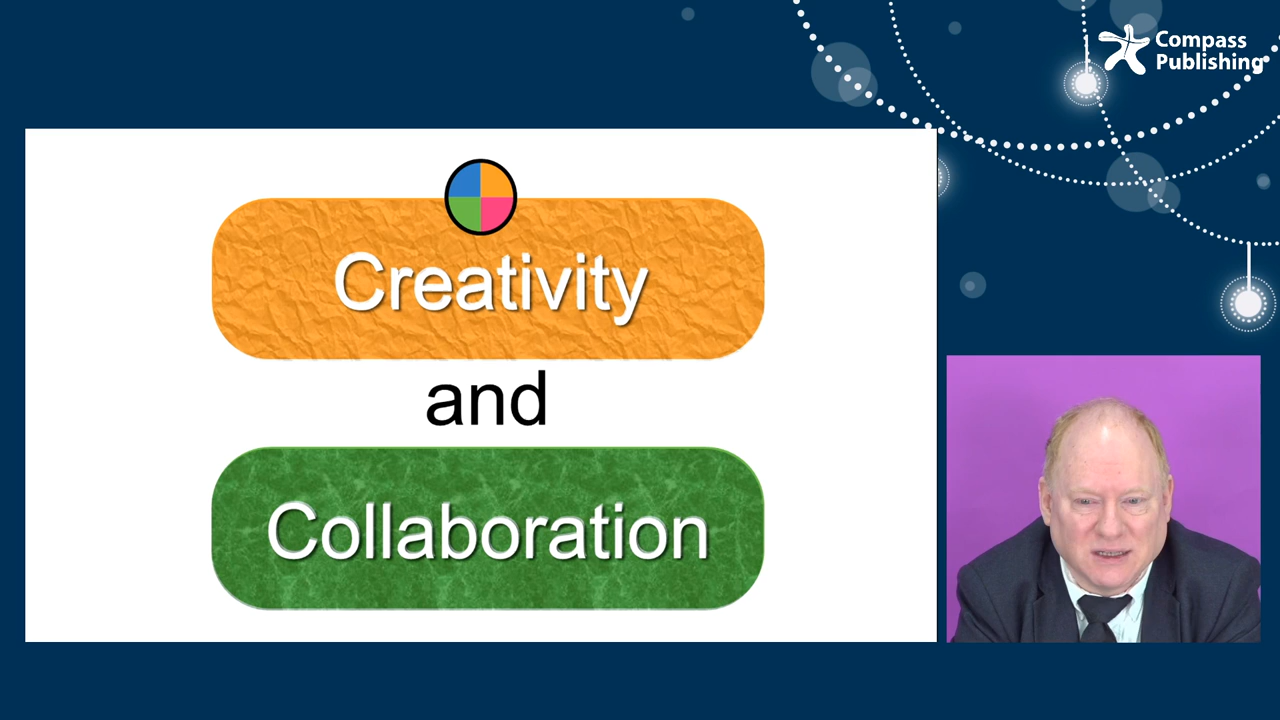 Compass
Publishing
Creativity
and
Collaboration